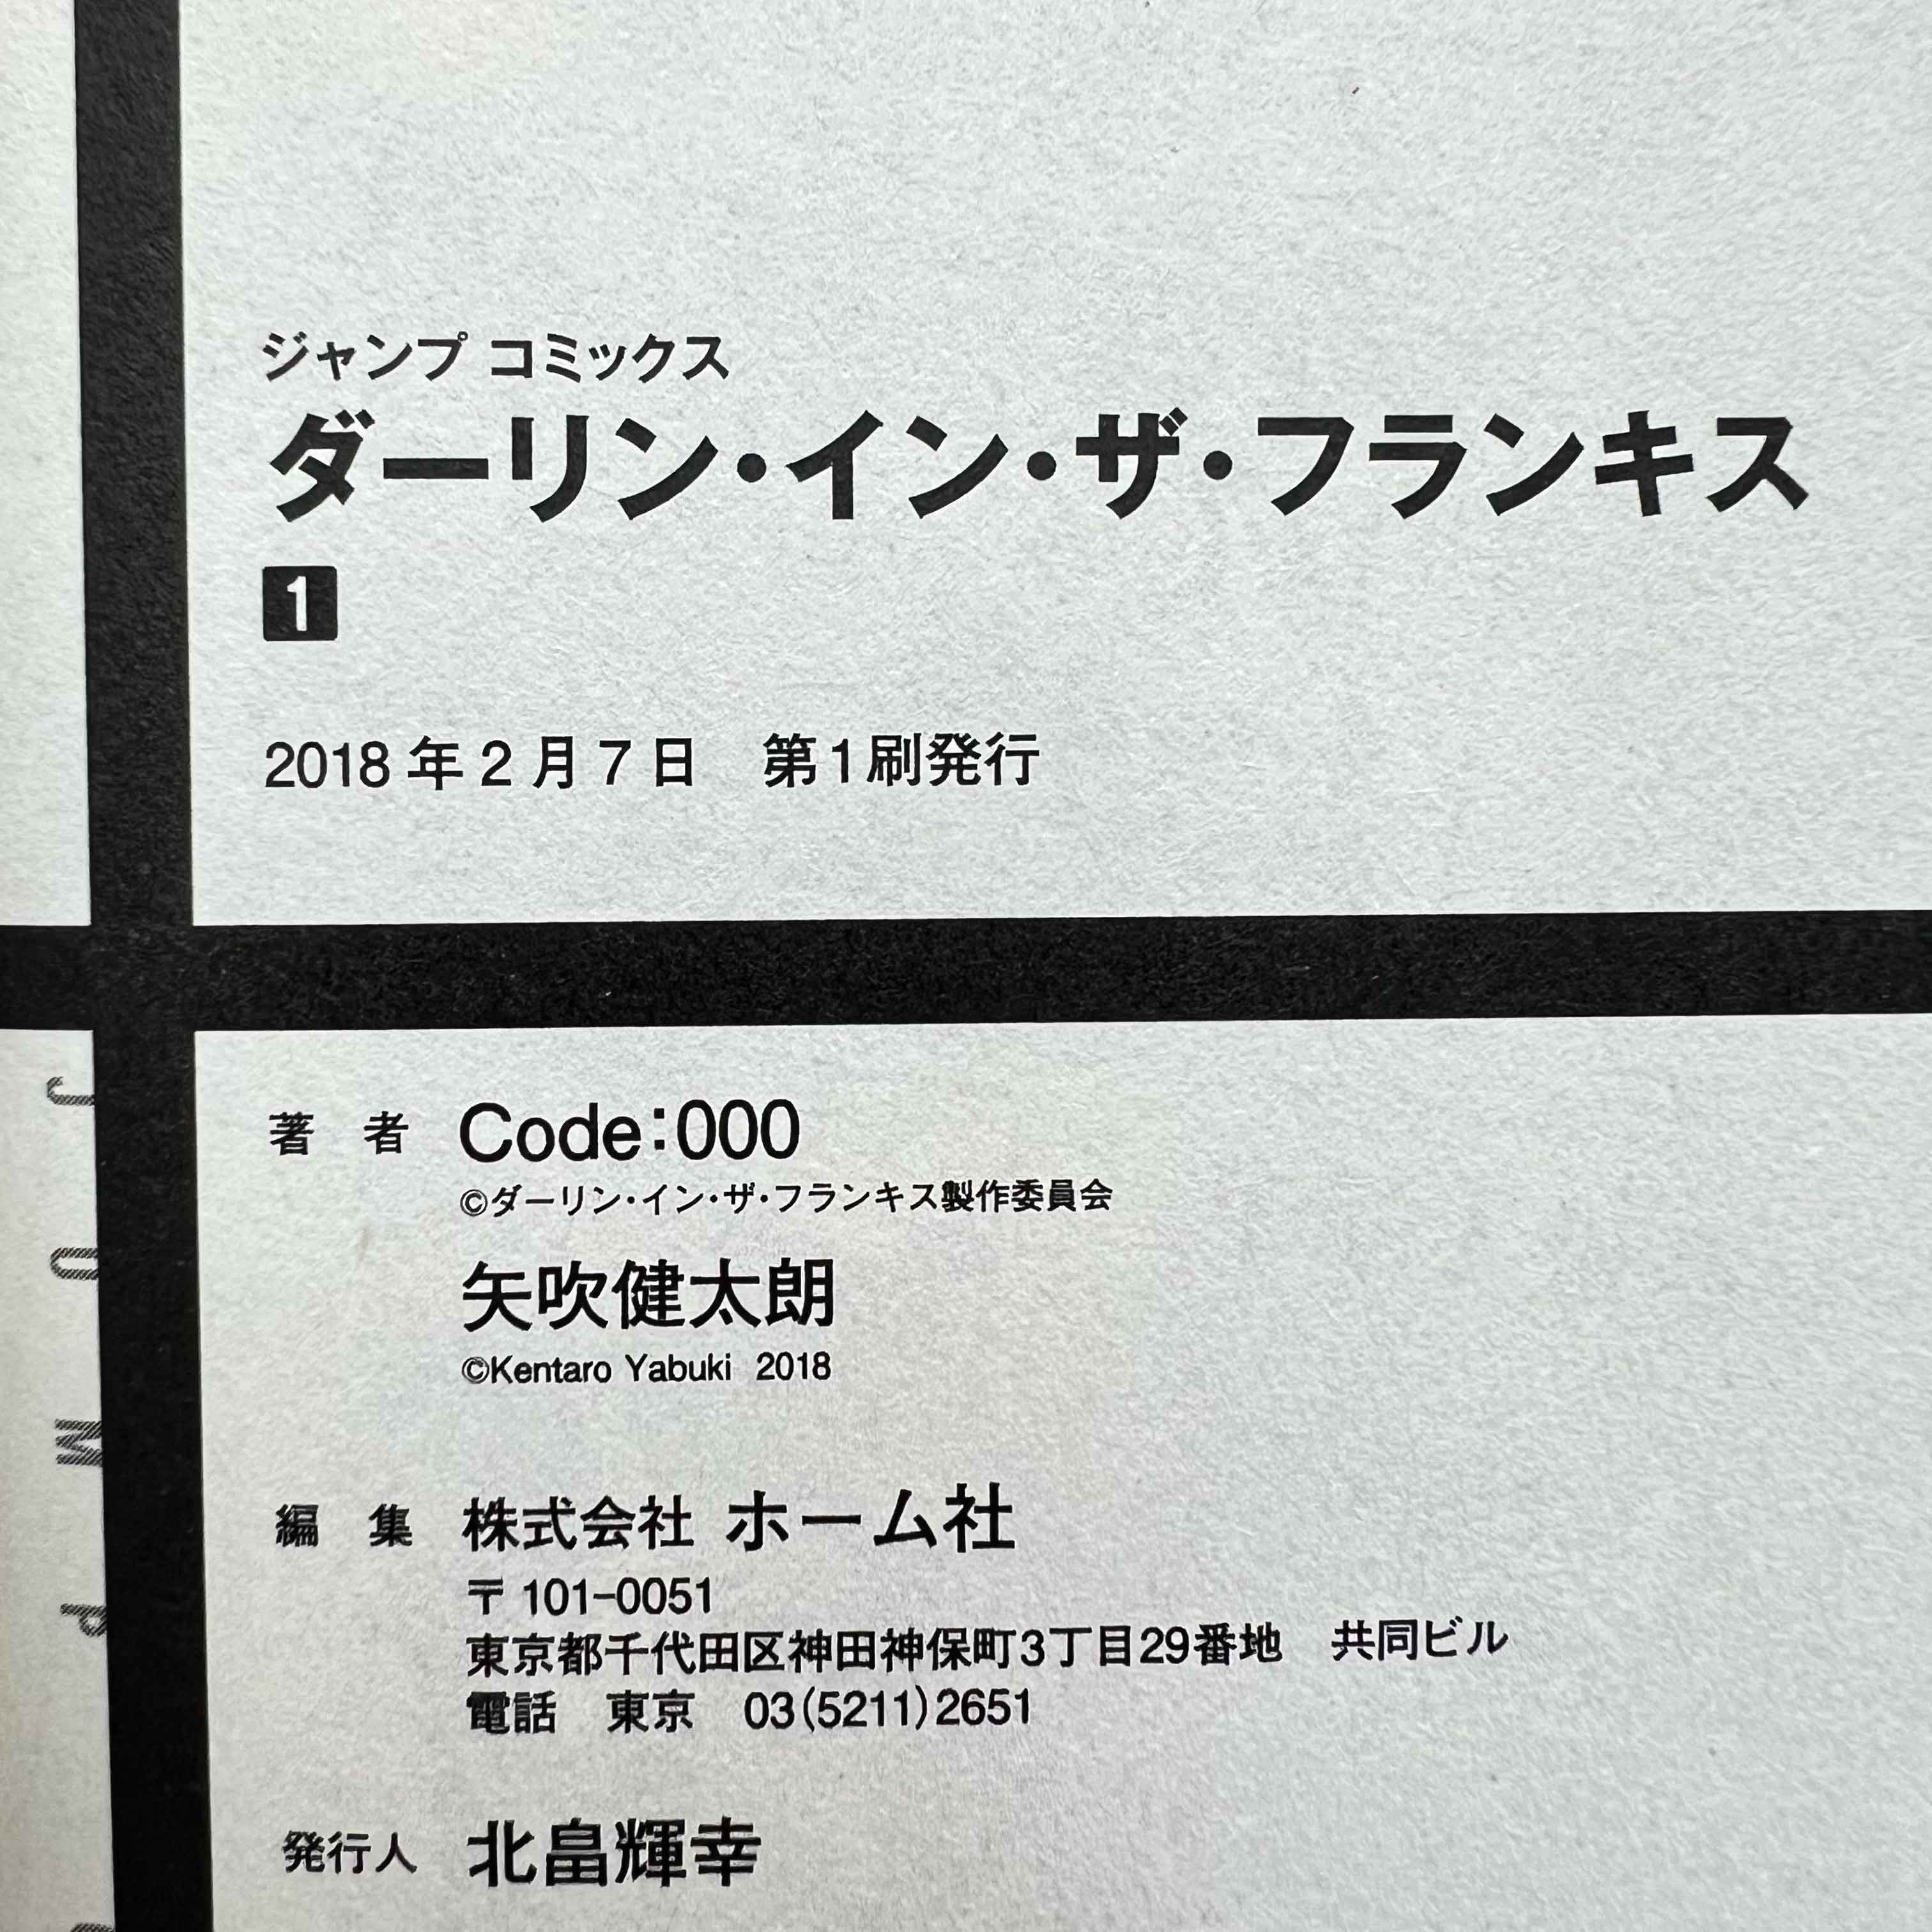 ジャンプ コミックス
ダーリン・イン・ザ・フランキス
1
2018年2月7日　第1刷発行
著　者　Code:000
©ダーリン・イン・ザ・フランキス製作委員会
矢吹健太朗
©Kentaro Yabuki 2018
編　集　株式会社 ホーム社
〒101-0051
東京都千代田区神田神保町3丁目29番地　共同ビル
電話　東京　03(5211)2651
発行人　北畠輝幸
JUMP